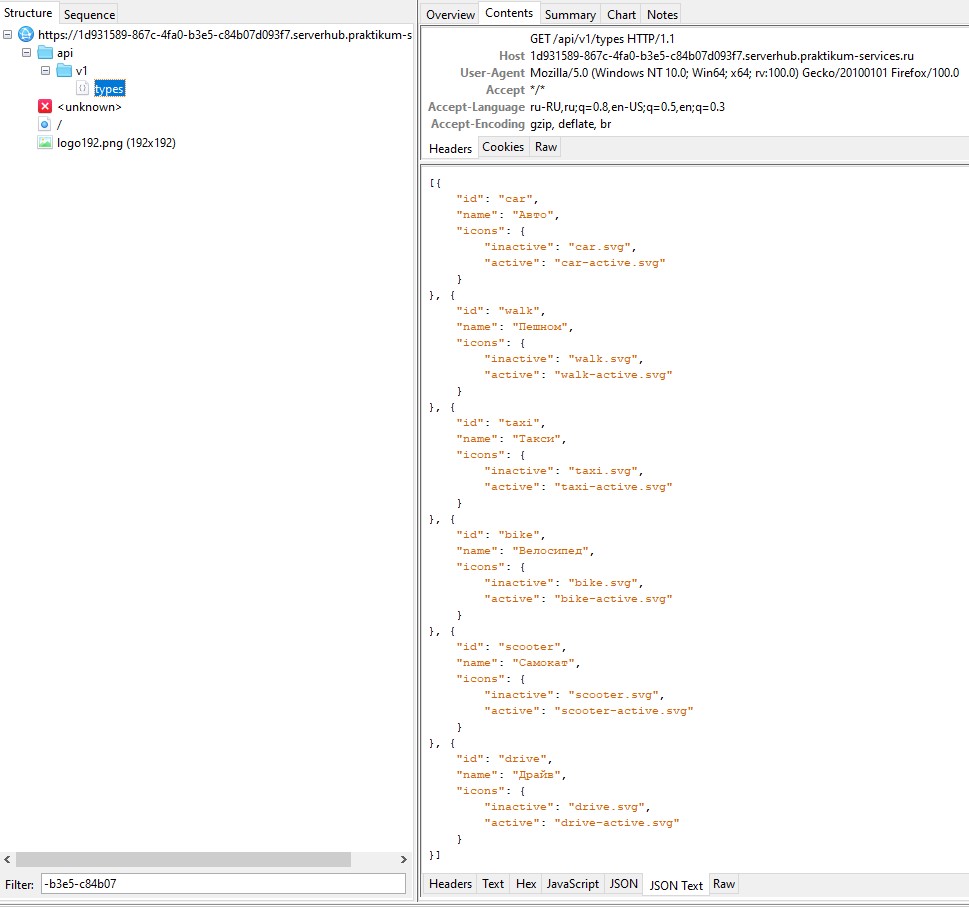 Structure
Sequence
https://1d931589-867c-4fa0-b3e5-c84b07d093f7.serverhub.praktikum-s
api
v1
types
<unknown>
/
logo192.png (192x192)
Filter: -b3e5-c84b07
Overview Contents Summary Chart Notes
GET /api/v1/types HTTP/1.1
Host 1d931589-867c-4fa0-b3e5-c84b07d093f7.serverhub.praktikum-services.ru
User-Agent Mozilla/5.0 (Windows NT 10.0; Win64; x64; rv:100.0) Gecko/20100101 Firefox/100.0
Accept */*
Accept-Language ru-RU,ru;q=0.8,en-US;q=0.5,en;q=0.3
Accept-Encoding gzip, deflate, br
Headers Cookies Raw
[{
"id": "car",
"name": "Авто",
"icons": {
"inactive": "car.svg",
"active": "car-active.svg"
}
}, {
"id": "walk",
"name": "Пешком",
"icons": {
"inactive": "walk.svg",
"active": "walk-active.svg"
}
}, {
"id": "taxi",
"name": "Такси",
"icons": {
"inactive": "taxi.svg",
"active": "taxi-active.svg"
}
}, {
"id": "bike",
"name": "Велосипед",
"icons": {
"inactive": "bike.svg",
"active": "bike-active.svg"
}
}, {
"id": "scooter",
"name": "Самокат",
"icons": {
"inactive": "scooter.svg",
"active": "scooter-active.svg"
}
}, {
"id": "drive",
"name": "Драйв",
"icons": {
"inactive": "drive.svg",
"active": "drive-active.svg"
}
}]
Headers Text Hex JavaScript JSON JSON Text Raw